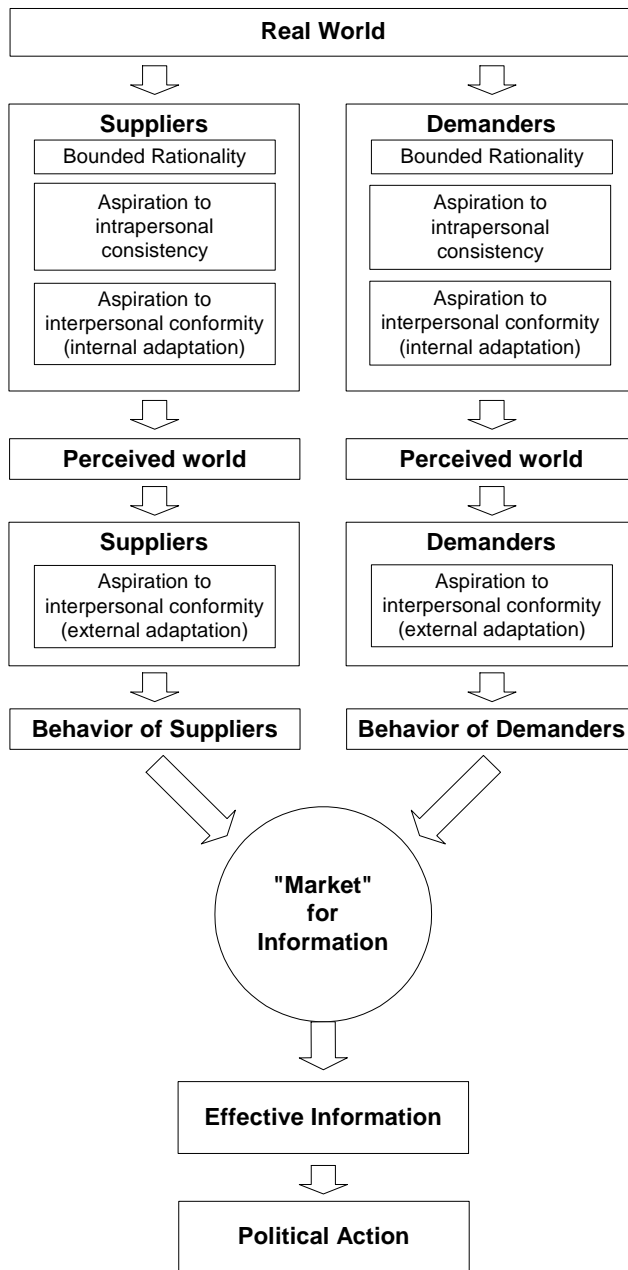 Real World
Suppliers
Bounded Rationality
Aspiration to
intrapersonal
consistency
Aspiration to
interpersonal conformity
(internal adaptation)
Demanders
Bounded Rationality
Aspiration to
intrapersonal
consistency
Aspiration to
interpersonal conformity
(internal adaptation)
Perceived world
Perceived world
Suppliers
Aspiration to
interpersonal conformity
(external adaptation)
Demanders
Aspiration to
interpersonal conformity
(external adaptation)
Behavior of Suppliers
Behavior of Demanders
"Market"
for
Information
Effective Information
Political Action